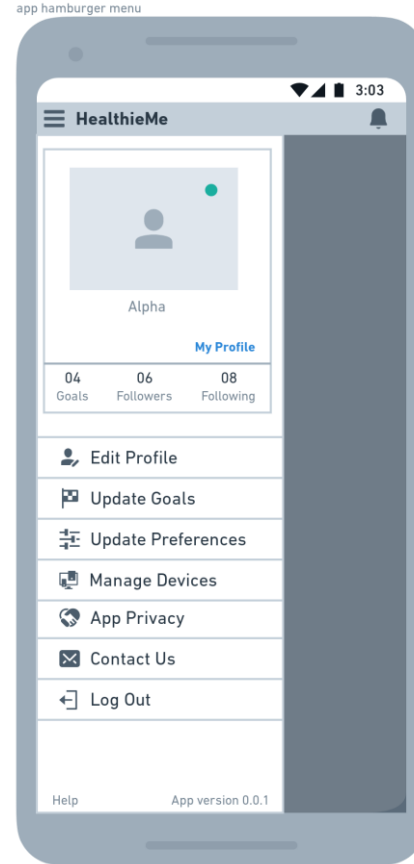 app hamburger menu
3:03
HealthieMe
Alpha
My Profile
04 06 08
Goals Followers Following
Edit Profile
Update Goals
Update Preferences
Manage Devices
App Privacy
Contact Us
Log Out
Help App version 0.0.1